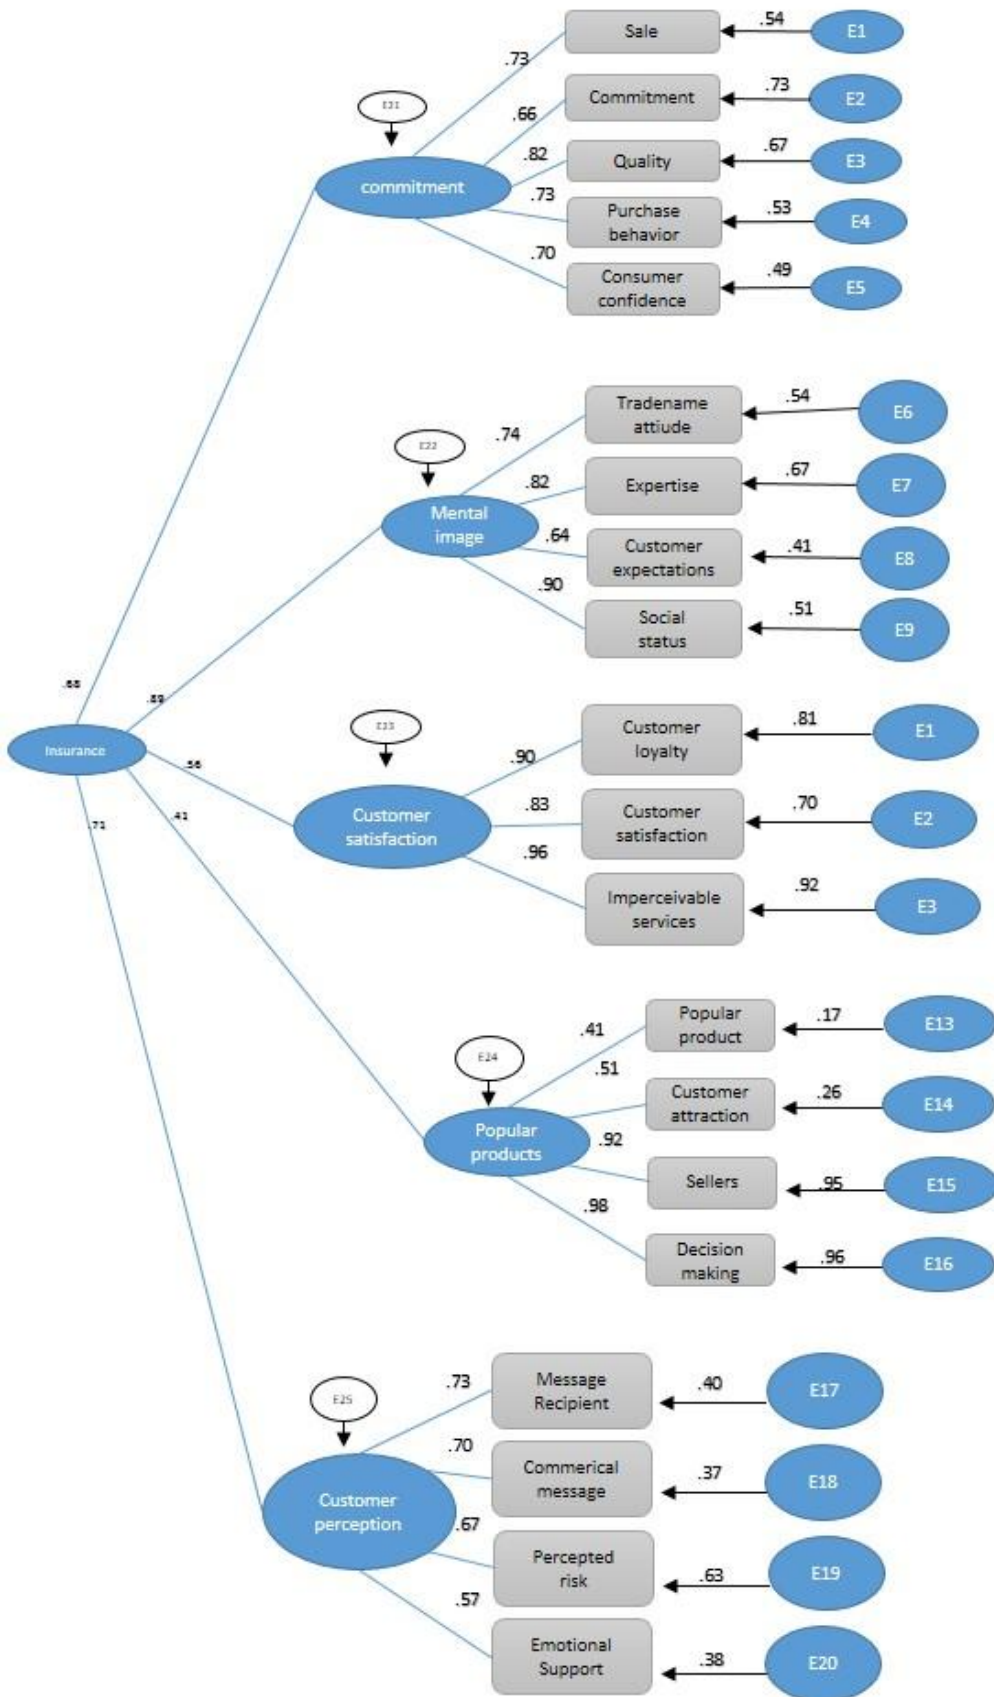 Sale
.54
E1
.73
E21
Commitment
.73
E2
.66
commitment
.82
Quality
.67
E3
.73
Purchase
behavior
.53
E4
.70
Consumer
confidence
.49
E5
Tradename
attiude
.54
E6
E22
.74
Mental
image
.82
Expertise
.67
E7
.64
Customer
expectations
.41
E8
.90
Social
status
.51
E9
.68
.89
Insurance
.56
.41
.71
E23
Customer
loyalty
.81
E1
.90
Customer
satisfaction
.83
Customer
satisfaction
.70
E2
.96
Imperceivable
services
.92
E3
Popular
product
.17
E13
.41
E24
.51
Customer
attraction
.26
E14
Popular
products
.92
Sellers
.95
E15
.98
Decision
making
.96
E16
Message
Recipient
.40
E17
.73
E25
.70
Commerical
message
.37
E18
Customer
perception
.67
Percepted
risk
.63
E19
.57
Emotional
Support
.38
E20